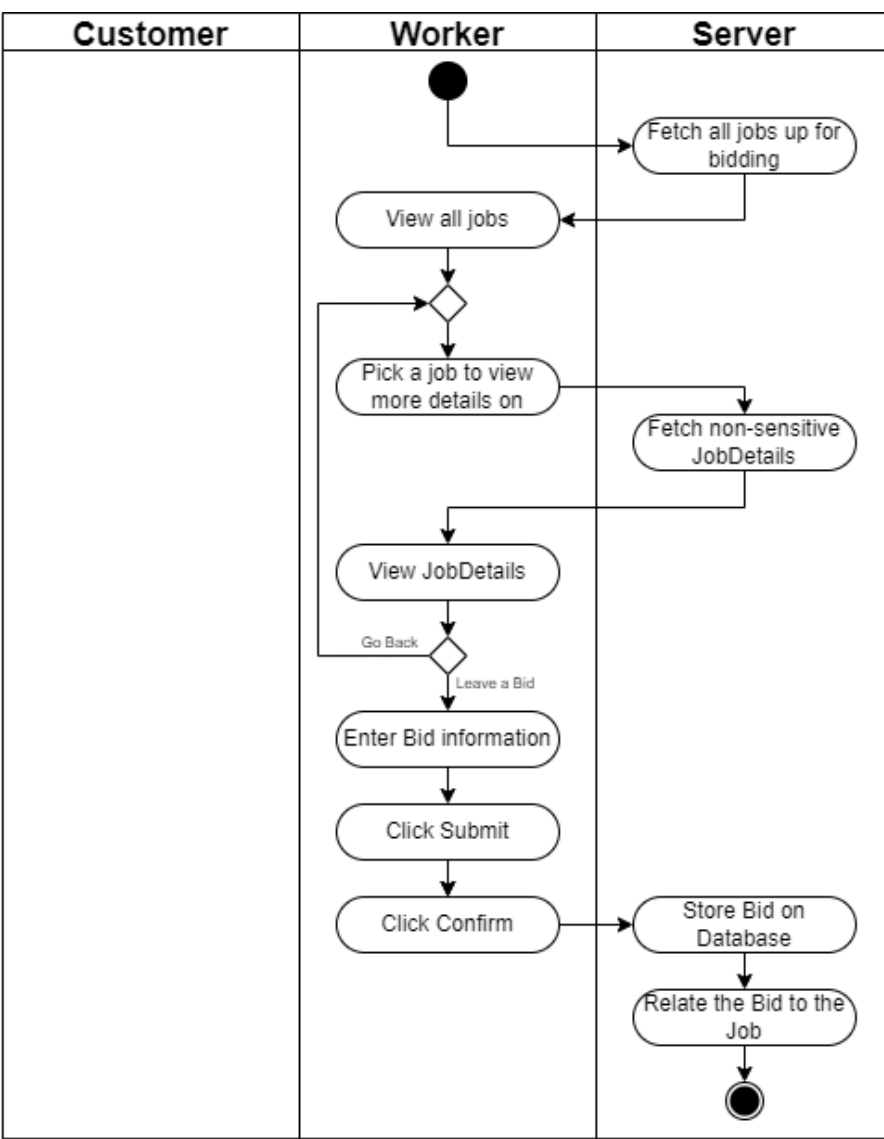 Customer
Worker
Server
Fetch all jobs up for
bidding
View all jobs
Pick a job to view
more details on
Fetch non-sensitive
JobDetails
View JobDetails
Go Back
Leave a Bid
Enter Bid information
Click Submit
Click Confirm
Store Bid on
Database
Relate the Bid to the
Job